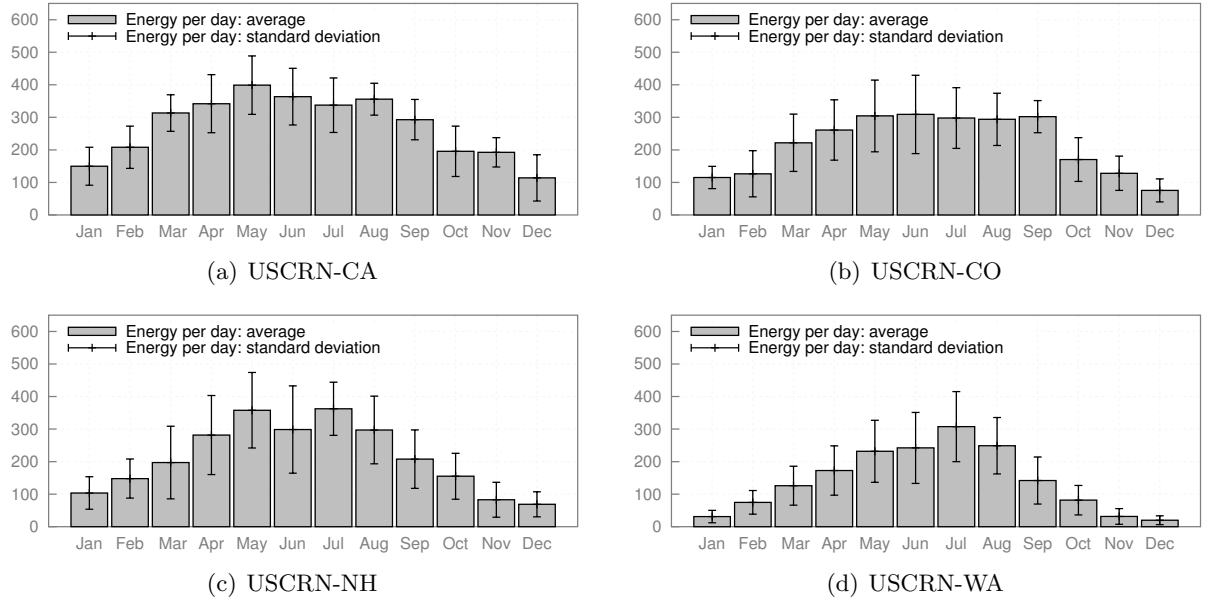 600
500
400
300
200
100
0
Energy per day: average
Energy per day: standard deviation
Jan Feb Mar Apr May Jun Jul Aug Sep Oct Nov Dec
(a) USCRN-CA
600
500
400
300
200
100
0
Energy per day: average
Energy per day: standard deviation
Jan Feb Mar Apr May Jun Jul Aug Sep Oct Nov Dec
(b) USCRN-CO
600
500
400
300
200
100
0
Energy per day: average
Energy per day: standard deviation
Jan Feb Mar Apr May Jun Jul Aug Sep Oct Nov Dec
(c) USCRN-NH
600
500
400
300
200
100
0
Energy per day: average
Energy per day: standard deviation
Jan Feb Mar Apr May Jun Jul Aug Sep Oct Nov Dec
(d) USCRN-WA